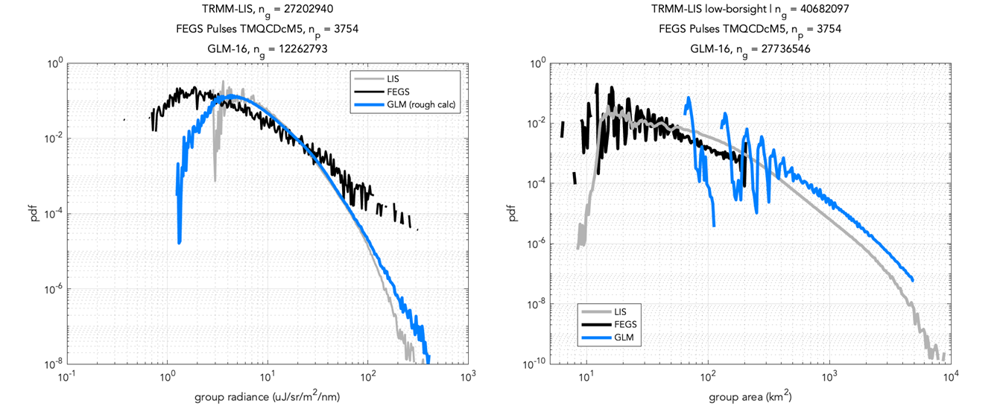 TRMM-LIS, n_g = 27202940
FEGS Pulses TMQCDcM5, n_p = 3754
GLM-16, n_g = 12262793
10^0
10^-2
10^-4
10^-6
10^-8
pdf
LIS
FEGS
GLM (rough calc)
10^-1
10^0
10^1
10^2
10^3
group radiance (uJ/sr/m^2/nm)
TRMM-LIS low-borsight | n_g = 40682097
FEGS Pulses TMQCDcM5, n_p = 3754
GLM-16, n_g = 27736546
10^0
10^-2
10^-4
10^-6
10^-8
10^-10
pdf
LIS
FEGS
GLM
10^1
10^2
10^3
10^4
group area (km^2)